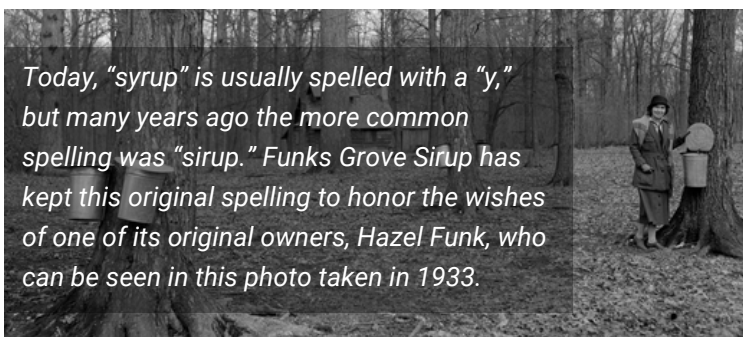 Today, “syrup” is usually spelled with a “y,”
but many years ago the more common
spelling was “sirup.” Funks Grove Sirup has
kept this original spelling to honor the wishes
of one of its original owners, Hazel Funk, who
can be seen in this photo taken in 1933.